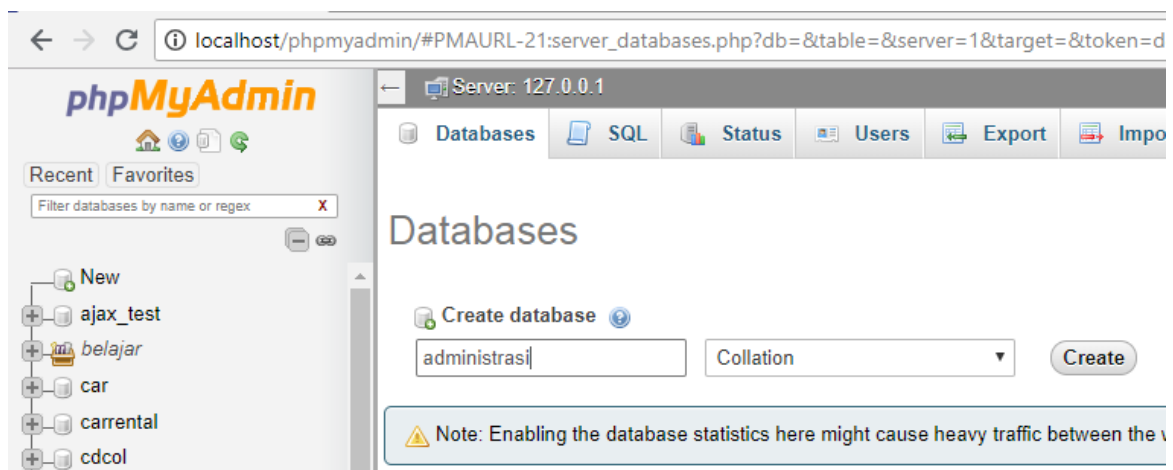 localhost/phpmyadmin/#PMAURL-21:server_databases.php?db=&table=&server=1&target=&token=d
phpMyAdmin
Recent Favorites
Filter databases by name or regex X
New
ajax_test
belajar
car
carrental
cdcol
Server: 127.0.0.1
Databases SQL Status Users Export Impo
Databases
Create database
administrasi Collation Create
Note: Enabling the database statistics here might cause heavy traffic between the